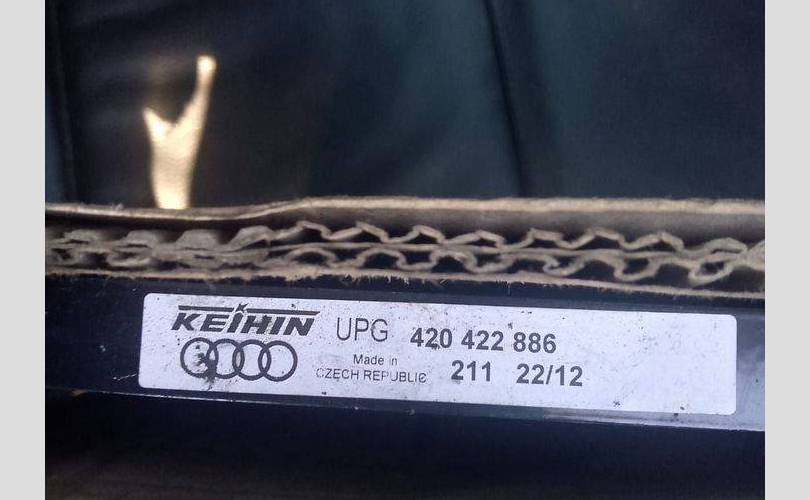 KEIHIN UPG 420 422 886
Made in
CZECH REPUBLIC 211 22/12